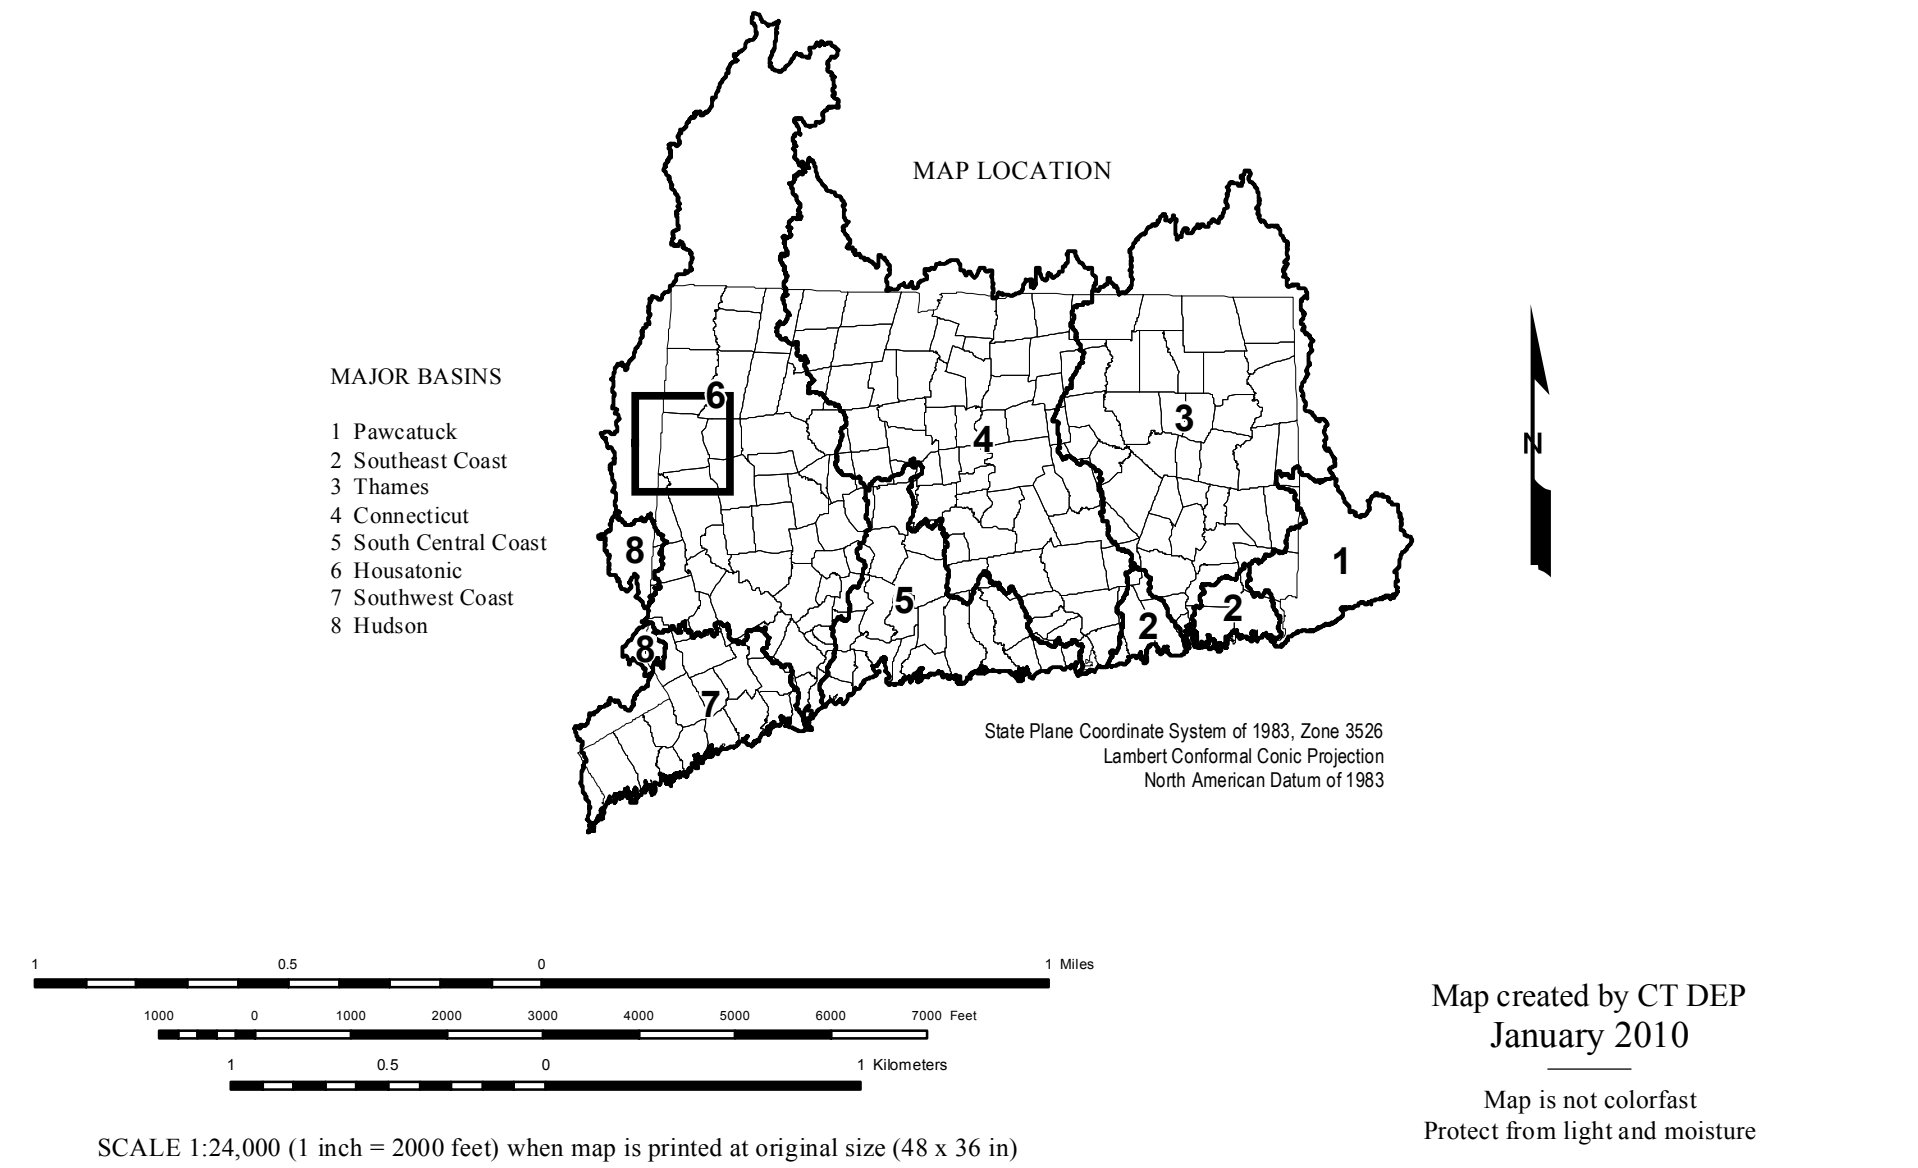 MAP LOCATION
MAJOR BASINS
1 Pawcatuck
2 Southeast Coast
3 Thames
4 Connecticut
5 South Central Coast
6 Housatonic
7 Southwest Coast
8 Hudson
6
3
4
N
8
1
5
2
2
8
7
State Plane Coordinate System of 1983, Zone 3526
Lambert Conformal Conic Projection
North American Datum of 1983
1 0.5 0 1 Miles
1000 0 1000 2000 3000 4000 5000 6000 7000 Feet
1 0.5 0 1 Kilometers
SCALE 1:24,000 (1 inch = 2000 feet) when map is printed at original size (48 x 36 in)
Map created by CT DEP
January 2010
Map is not colorfast
Protect from light and moisture